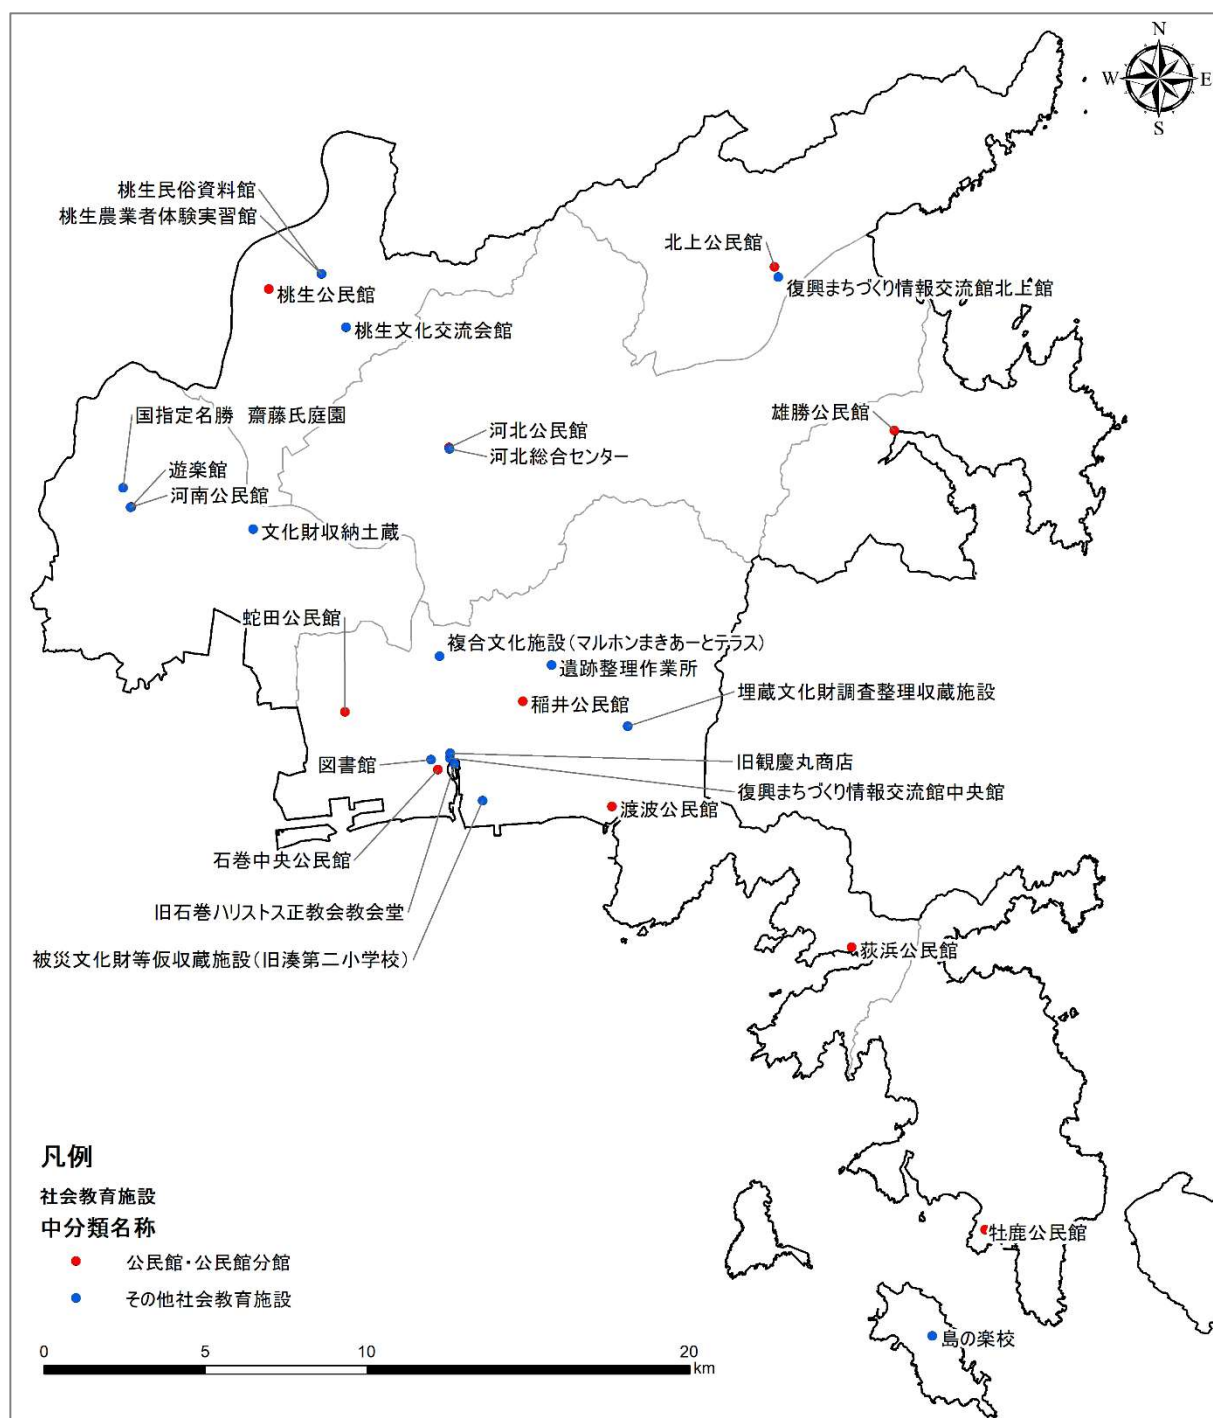 N
W
E
S
桃生民俗資料館
桃生農業者体験実習館
桃生公民館
桃生文化交流会館
北上公民館
復興まちづくり情報交流館北上館
国指定名勝 齋藤氏庭園
遊楽館
河南公民館
文化財収納土蔵
河北公民館
河北総合センター
雄勝公民館
蛇田公民館
複合文化施設（マルホンまきあーとテラス）
遺跡整理作業所
稲井公民館
埋蔵文化財調査整理収蔵施設
図書館
旧観慶丸商店
復興まちづくり情報交流館中央館
渡波公民館
石巻中央公民館
旧石巻ハリストス正教会教会堂
被災文化財等仮収蔵施設（旧湊第二小学校）
荻浜公民館
牡鹿公民館
島の楽校
凡例
社会教育施設
中分類名称
公民館・公民館分館
その他社会教育施設
0 5 10 20
km